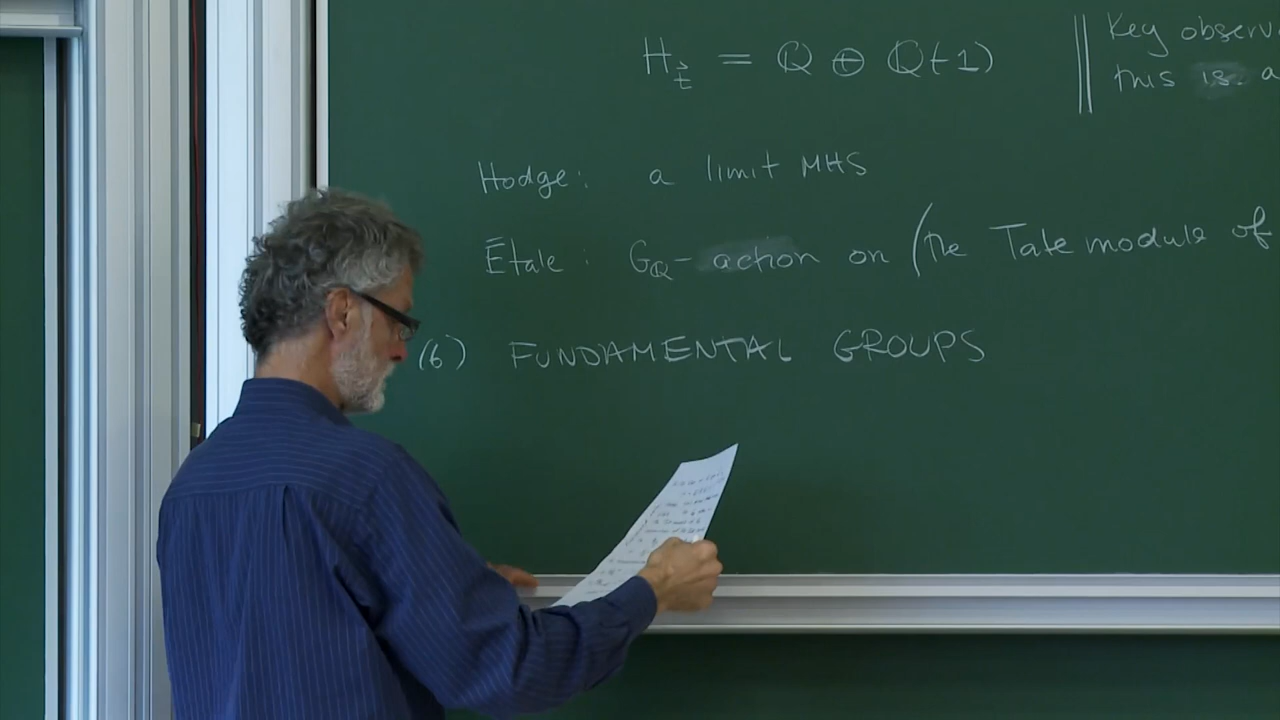 H_t⃗ = ℚ ⊕ ℚ(-1)
Key observ
this is a
Hodge: a limit MHS
Étale: G_ℚ- action on (the Tate module of
(6) FUNDAMENTAL GROUPS